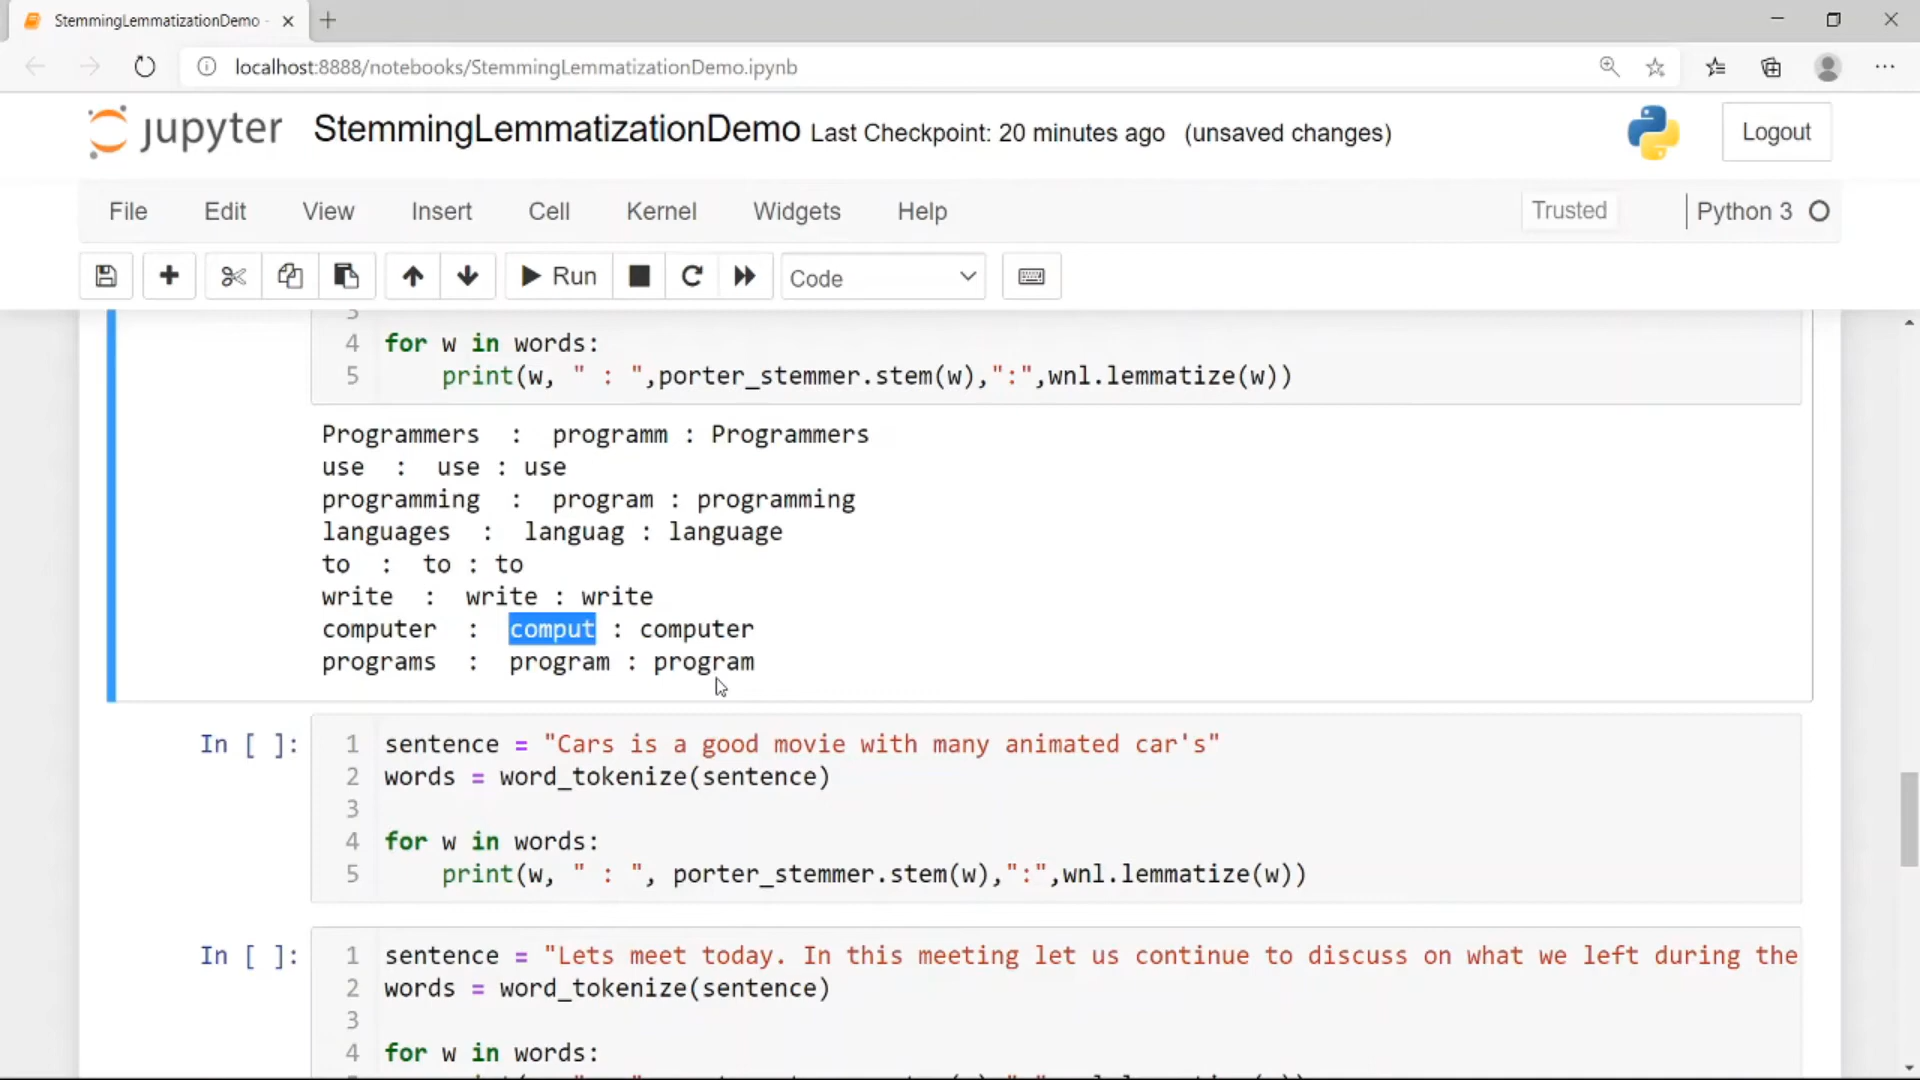 StemmingLemmatizationDemo -
localhost:8888/notebooks/StemmingLemmatizationDemo.ipynb
jupyter StemmingLemmatizationDemo Last Checkpoint: 20 minutes ago (unsaved changes) Logout
File Edit View Insert Cell Kernel Widgets Help Trusted Python 3
Run Code
3
4 for w in words:
5 print(w, " : ",porter_stemmer.stem(w),":",wnl.lemmatize(w))
Programmers : programm : Programmers
use : use : use
programming : program : programming
languages : languag : language
to : to : to
write : write : write
computer : comput : computer
programs : program : program
In [ ]: 1 sentence = "Cars is a good movie with many animated car's"
2 words = word_tokenize(sentence)
3
4 for w in words:
5 print(w, " : ", porter_stemmer.stem(w),":",wnl.lemmatize(w))
In [ ]: 1 sentence = "Lets meet today. In this meeting let us continue to discuss on what we left during the
2 words = word_tokenize(sentence)
3
4 for w in words: